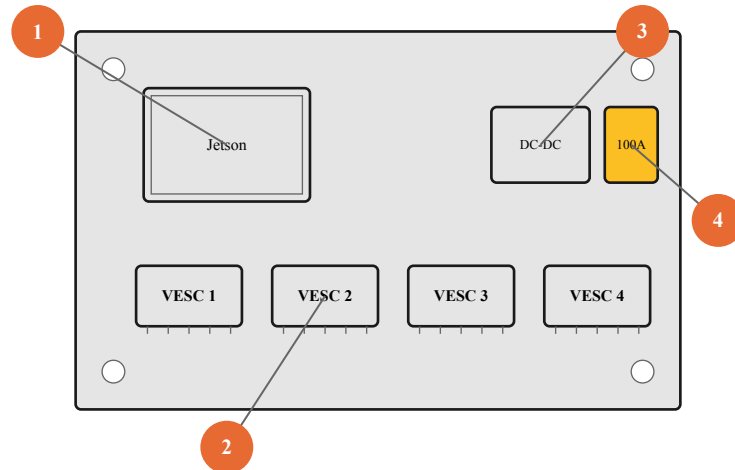 1
3
Jetson
DC-DC
100A
4
VESC 1
VESC 2
VESC 3
VESC 4
2